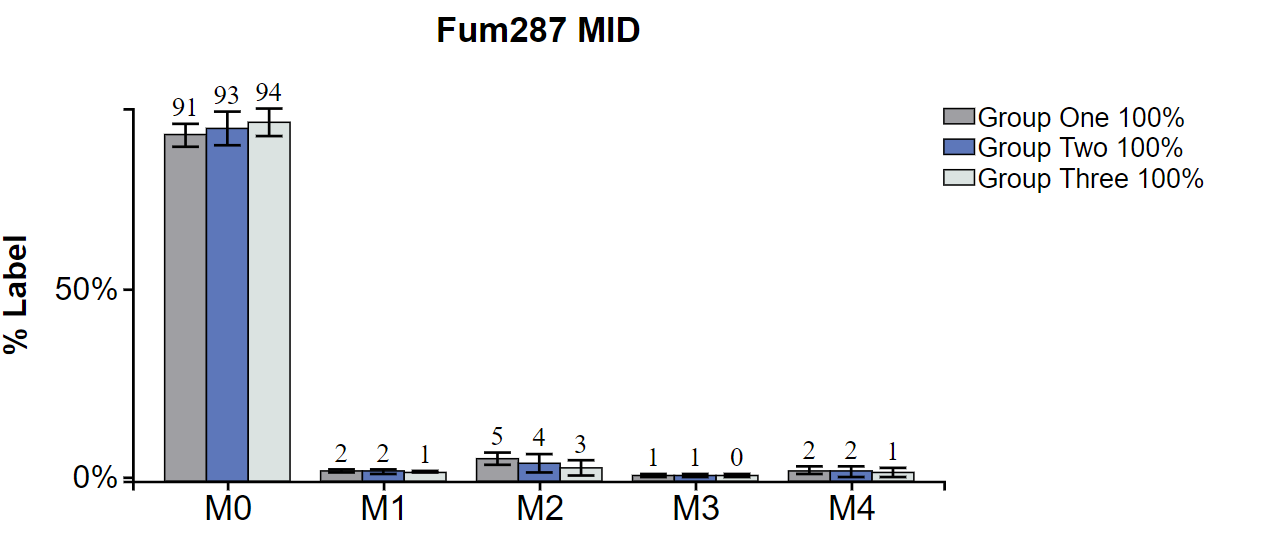 Fum287 MID
91 93 94
Group One 100%
Group Two 100%
Group Three 100%
% Label
50%
0%
2 2 1
5 4 3
1 1 0
2 2 1
M0 M1 M2 M3 M4